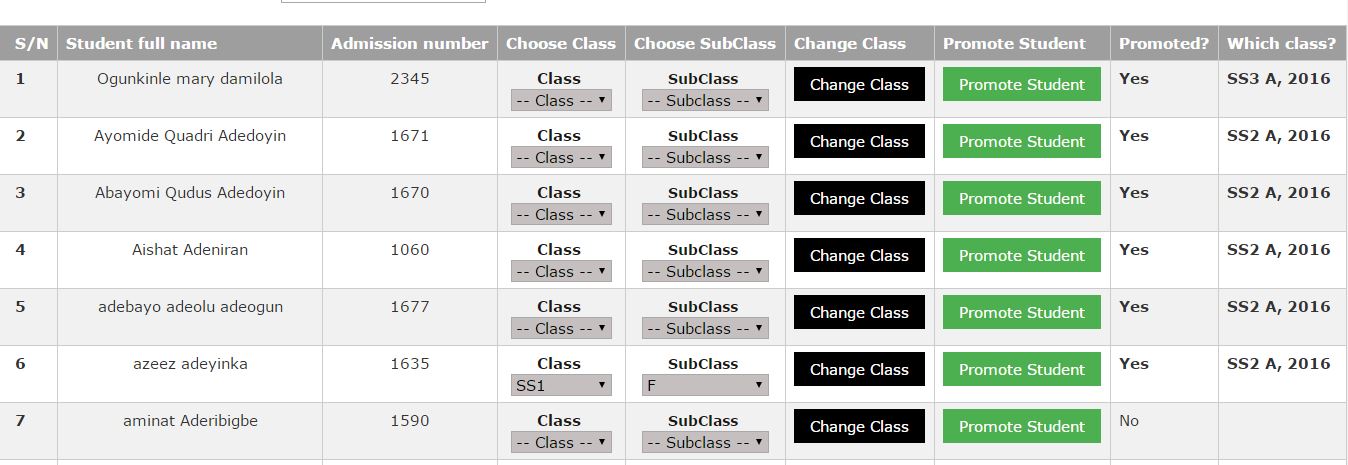 S/N Student full name Admission number Choose Class Choose SubClass Change Class Promote Student Promoted? Which class?
1 Ogunkinle mary damilola 2345 Class SubClass Change Class Promote Student Yes SS3 A, 2016
-- Class -- -- Subclass --
2 Ayomide Quadri Adedoyin 1671 Class SubClass Change Class Promote Student Yes SS2 A, 2016
-- Class -- -- Subclass --
3 Abayomi Qudus Adedoyin 1670 Class SubClass Change Class Promote Student Yes SS2 A, 2016
-- Class -- -- Subclass --
4 Aishat Adeniran 1060 Class SubClass Change Class Promote Student Yes SS2 A, 2016
-- Class -- -- Subclass --
5 adebayo adeolu adeogun 1677 Class SubClass Change Class Promote Student Yes SS2 A, 2016
-- Class -- -- Subclass --
6 azeez adeyinka 1635 Class SubClass Change Class Promote Student Yes SS2 A, 2016
SS1 F
7 aminat Aderibigbe 1590 Class SubClass Change Class Promote Student No
-- Class -- -- Subclass --